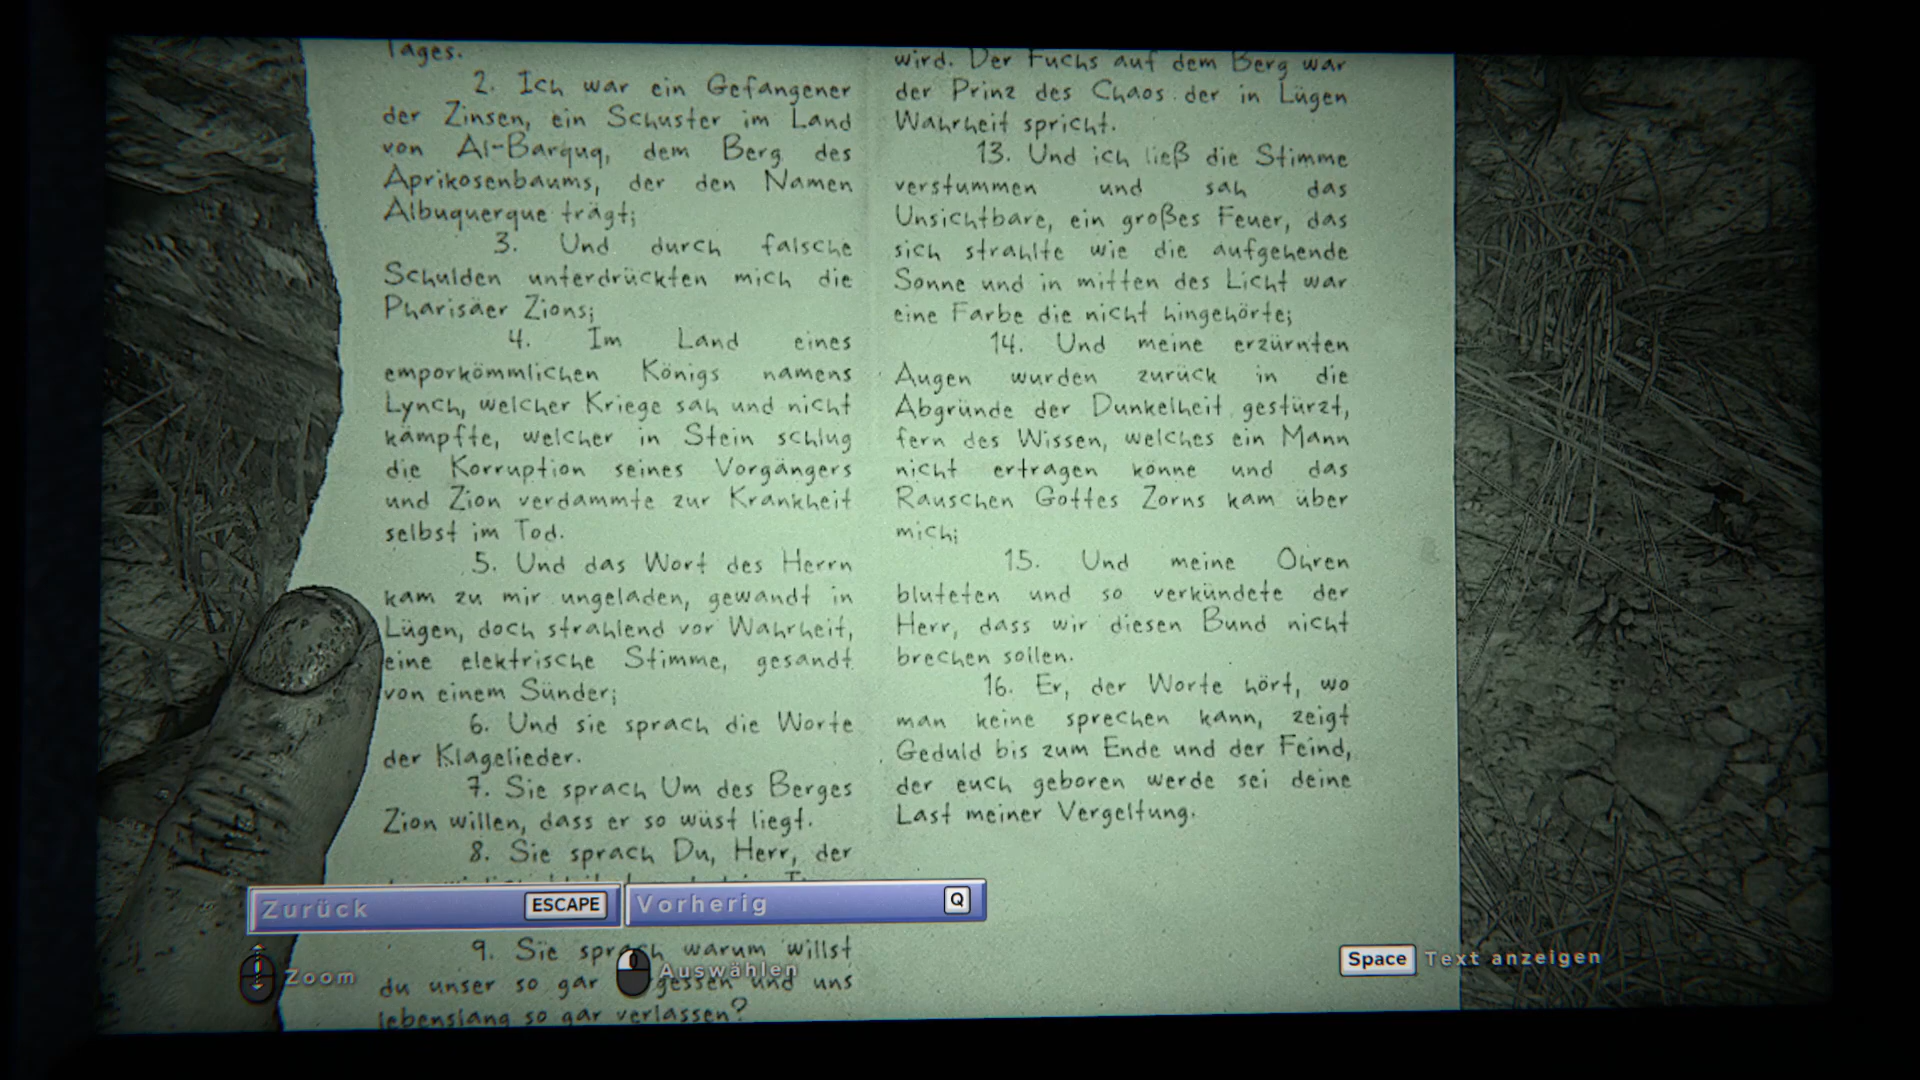 Tages.
2. Ich war ein Gefangener
der Zinsen, ein Schuster im Land
von Al-Barquq, dem Berg des
Aprikosenbaums, der den Namen
Albuquerque trägt;
3. Und durch falsche
Schulden unterdrückten mich die
Pharisäer Zions;
4. Im Land eines
emporkömmlichen Königs namens
Lynch, welcher Kriege sah und nicht
kämpfte, welcher in Stein schlug
die Korruption seines Vorgängers
und Zion verdammte zur Krankheit
selbst im Tod.
5. Und das Wort des Herrn
kam zu mir ungeladen, gewandt in
Lügen, doch strahlend vor Wahrheit,
eine elektrische Stimme, gesandt
von einem Sünder;
6. Und sie sprach die Worte
der Klagelieder.
7. Sie sprach Um des Berges
Zion willen, dass er so wüst liegt.
8. Sie sprach Du, Herr, der
9. Sie sprach warum willst
du unser so gar gessen und uns
lebenslang so gar verlassen?
wird. Der Fuchs auf dem Berg war
der Prinz des Chaos der in Lügen
Wahrheit spricht.
13. Und ich ließ die Stimme
verstummen und sah das
Unsichtbare, ein großes Feuer, das
sich strahlte wie die aufgehende
Sonne und in mitten des Licht war
eine Farbe die nicht hingehörte;
14. Und meine erzürnten
Augen wurden zurück in die
Abgründe der Dunkelheit gestürzt,
fern des Wissen, welches ein Mann
nicht ertragen könne und das
Rauschen Gottes Zorns kam über
mich;
15. Und meine Ohren
bluteten und so verkündete der
Herr, dass wir diesen Bund nicht
brechen sollen.
16. Er, der Worte hört, wo
man keine sprechen kann, zeigt
Geduld bis zum Ende und der Feind,
der euch geboren werde sei deine
Last meiner Vergeltung.
Zurück ESCAPE
Vorherig Q
Zoom
Auswählen
Space Text anzeigen